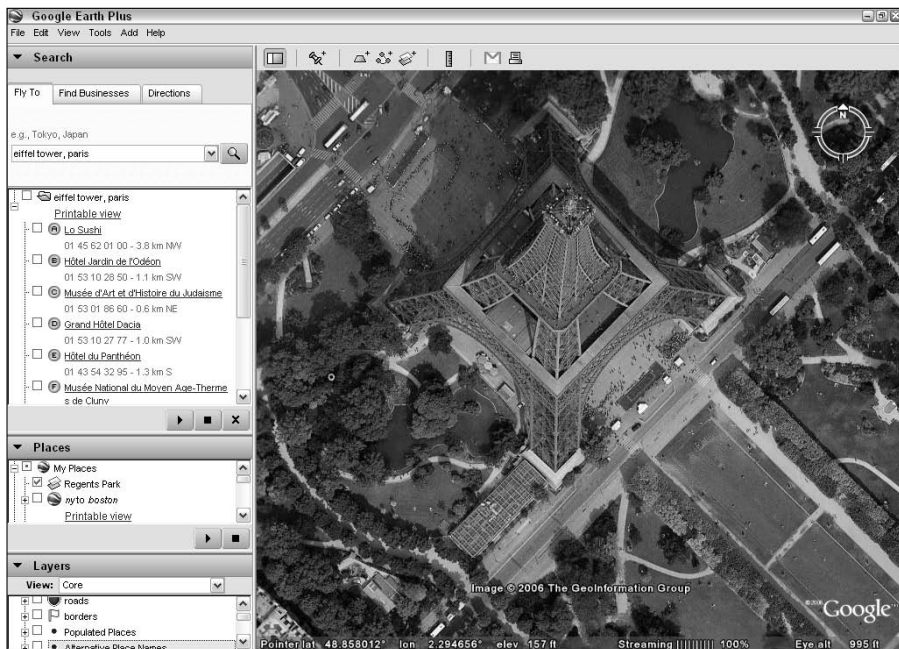 Google Earth Plus
File Edit View Tools Add Help
Search
Fly To Find Businesses Directions
e.g., Tokyo, Japan
eiffel tower, paris
eiffel tower, paris
Printable view
A Lo Sushi
01 45 62 01 00 - 3.8 km NW
B Hôtel Jardin de l'Odéon
01 53 10 28 50 - 1.1 km SW
C Musée d'Art et d'Histoire du Judaisme
01 53 01 86 60 - 0.6 km NE
D Grand Hôtel Dacia
01 53 10 27 77 - 1.0 km SW
E Hôtel du Panthéon
01 43 54 32 95 - 1.3 km S
F Musée National du Moyen Age-Therme
s de Cluny
Places
My Places
Regents Park
nyto boston
Printable view
Layers
View: Core
roads
borders
Populated Places
Alternative Place Names
N
Image © 2006 The GeoInformation Group
©2006 Google
Pointer lat 48.858012° lon 2.294656° elev 157 ft Streaming |||||||||| 100% Eye alt 995 ft